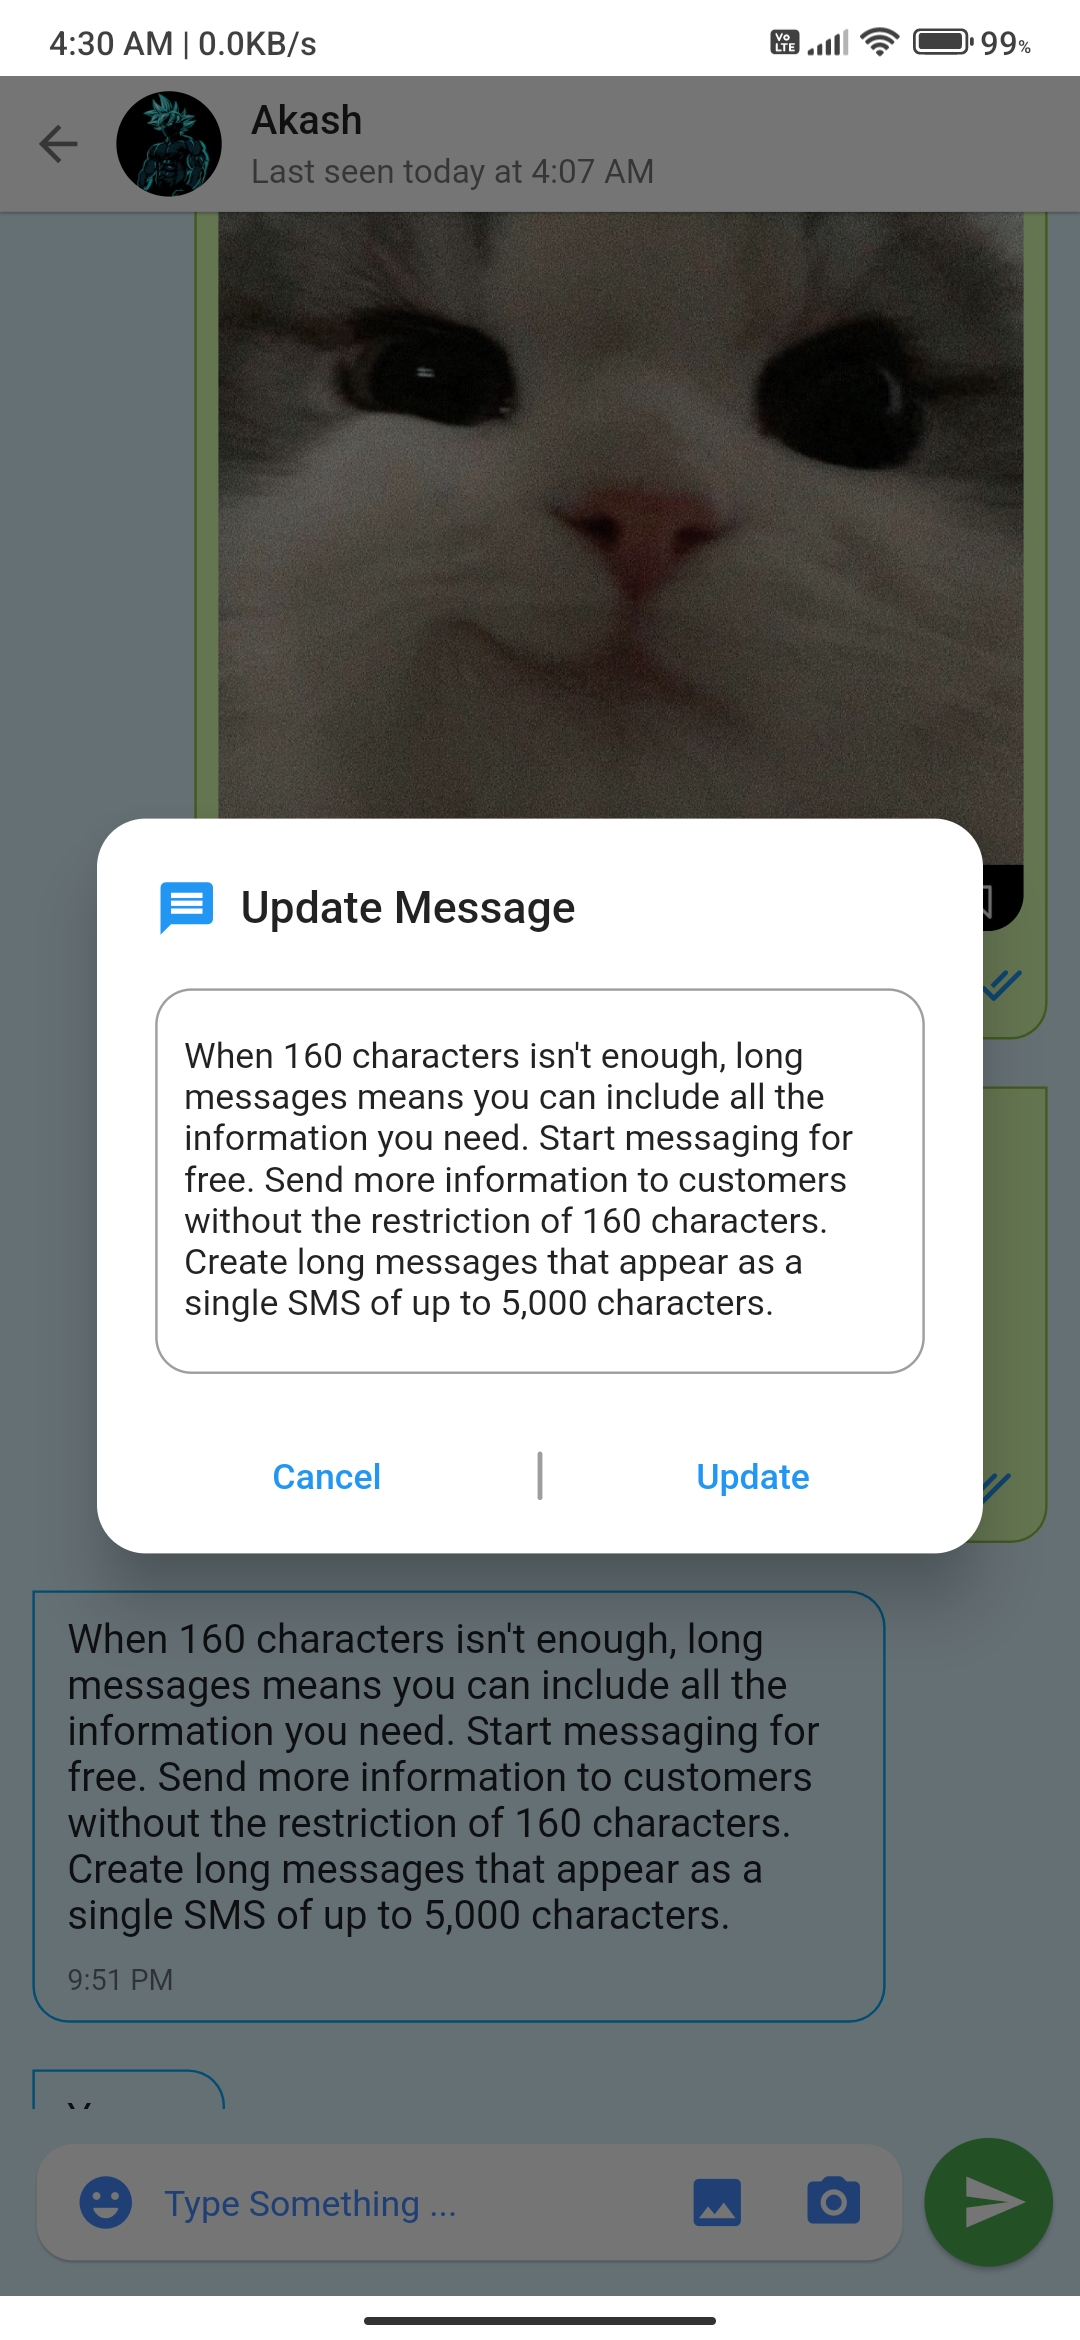 4:30 AM | 0.0KB/s
Vo LTE
99%
Akash
Last seen today at 4:07 AM
Update Message
When 160 characters isn't enough, long
messages means you can include all the
information you need. Start messaging for
free. Send more information to customers
without the restriction of 160 characters.
Create long messages that appear as a
single SMS of up to 5,000 characters.
Cancel | Update
When 160 characters isn't enough, long
messages means you can include all the
information you need. Start messaging for
free. Send more information to customers
without the restriction of 160 characters.
Create long messages that appear as a
single SMS of up to 5,000 characters.
9:51 PM
Type Something ...